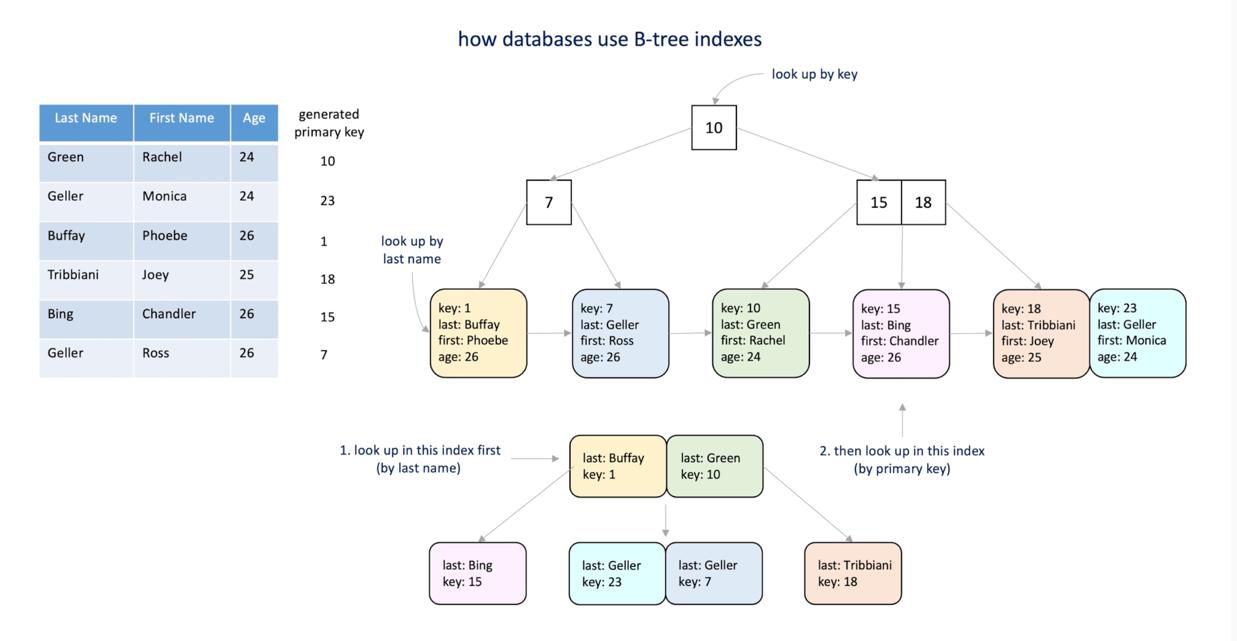 how databases use B-tree indexes
look up by key
Last Name First Name Age
generated
primary key
Green Rachel 24 10
Geller Monica 24 23
Buffay Phoebe 26 1
Tribbiani Joey 25 18
Bing Chandler 26 15
Geller Ross 26 7
10
7
15 18
look up by
last name
key: 1
last: Buffay
first: Phoebe
age: 26
key: 7
last: Geller
first: Ross
age: 26
key: 10
last: Green
first: Rachel
age: 24
key: 15
last: Bing
first: Chandler
age: 26
key: 18
last: Tribbiani
first: Joey
age: 25
key: 23
last: Geller
first: Monica
age: 24
1. look up in this index first
(by last name)
last: Buffay
key: 1
last: Green
key: 10
2. then look up in this index
(by primary key)
last: Bing
key: 15
last: Geller
key: 23
last: Geller
key: 7
last: Tribbiani
key: 18